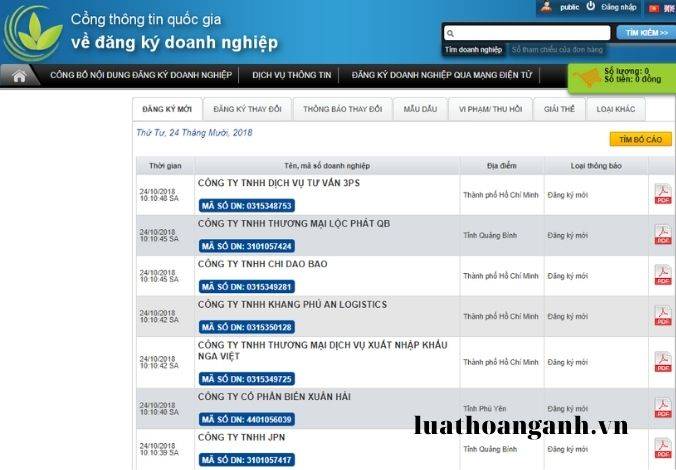 Cổng thông tin quốc gia
về đăng ký doanh nghiệp
public
Đăng nhập
TÌM KIẾM >>
Tìm doanh nghiệp
Số tham chiếu của đơn hàng
CÔNG BỐ NỘI DUNG ĐĂNG KÝ DOANH NGHIỆP
DỊCH VỤ THÔNG TIN
ĐĂNG KÝ DOANH NGHIỆP QUA MẠNG ĐIỆN TỬ
Số lượng: 0
Số tiền: 0 đồng
ĐĂNG KÝ MỚI
ĐĂNG KÝ THAY ĐỔI
THÔNG BÁO THAY ĐỔI
MẪU DẤU
VI PHẠM/ THU HỒI
GIẢI THỂ
LOẠI KHÁC
Thứ Tư, 24 Tháng Mười, 2018
TÌM BỐ CÁO
Thời gian
Tên, mã số doanh nghiệp
Địa điểm
Loại thông báo
24/10/2018
10:10:48 SA
CÔNG TY TNHH DỊCH VỤ TƯ VẤN 3PS
MÃ SỐ DN: 0315348753
Thành phố Hồ Chí Minh
Đăng ký mới
PDF
24/10/2018
10:10:45 SA
CÔNG TY TNHH THƯƠNG MẠI LỘC PHÁT QB
MÃ SỐ DN: 3101057424
Tỉnh Quảng Bình
Đăng ký mới
PDF
24/10/2018
10:10:45 SA
CÔNG TY TNHH CHI DAO BAO
MÃ SỐ DN: 0315349281
Thành phố Hồ Chí Minh
Đăng ký mới
PDF
24/10/2018
10:10:42 SA
CÔNG TY TNHH KHANG PHÚ AN LOGISTICS
MÃ SỐ DN: 0315350128
Thành phố Hồ Chí Minh
Đăng ký mới
PDF
24/10/2018
10:10:42 SA
CÔNG TY TNHH THƯƠNG MẠI DỊCH VỤ XUẤT NHẬP KHẨU
NGA VIỆT
MÃ SỐ DN: 0315349725
Thành phố Hồ Chí Minh
Đăng ký mới
PDF
24/10/2018
10:10:40 SA
CÔNG TY CỔ PHẦN BIỂN XUÂN HẢI
MÃ SỐ DN: 4401056039
Tỉnh Phú Yên
Đăng ký mới
PDF
24/10/2018
10:10:39 SA
CÔNG TY TNHH JPN
MÃ SỐ DN: 3101057417
Tỉnh Quảng Bình
Đăng ký mới
PDF
luathoanganh.vn